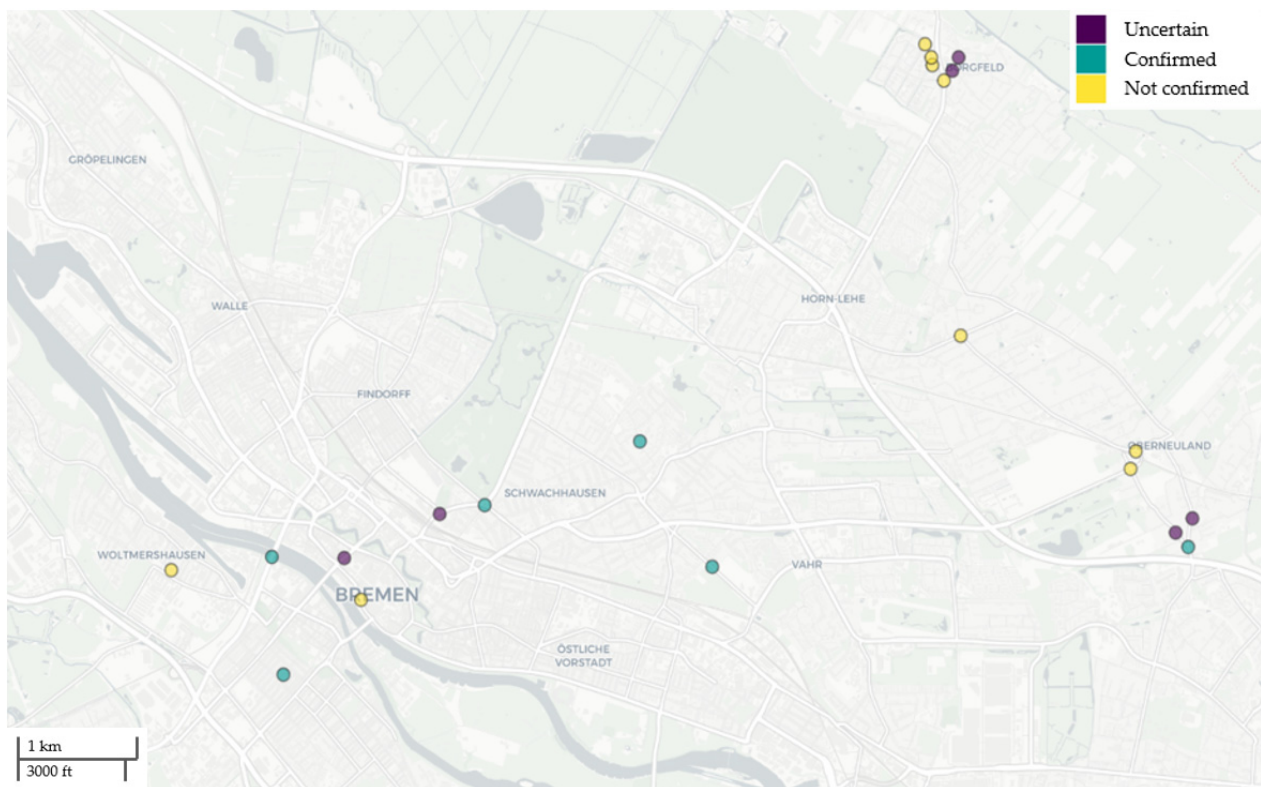 Uncertain
Confirmed
Not confirmed
RGFELD
GRÖPELINGEN
WALLE
HORN-LEHE
FINDORFF
OBERNEULAND
SCHWACHHAUSEN
WOLTMERSHAUSEN
VAHR
BREMEN
ÖSTLICHE
VORSTADT
1 km
3000 ft